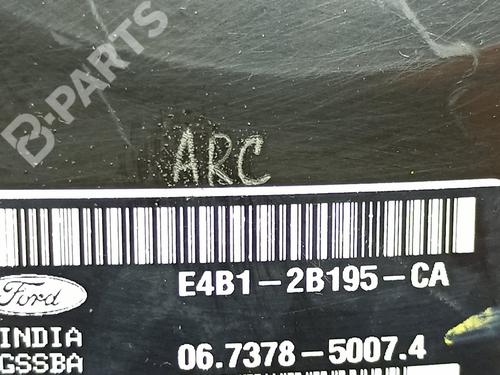 B-PARTS
ARC
E4B1-2B195-CA
Ford
INDIA
GSSBA
06.7378-5007.4